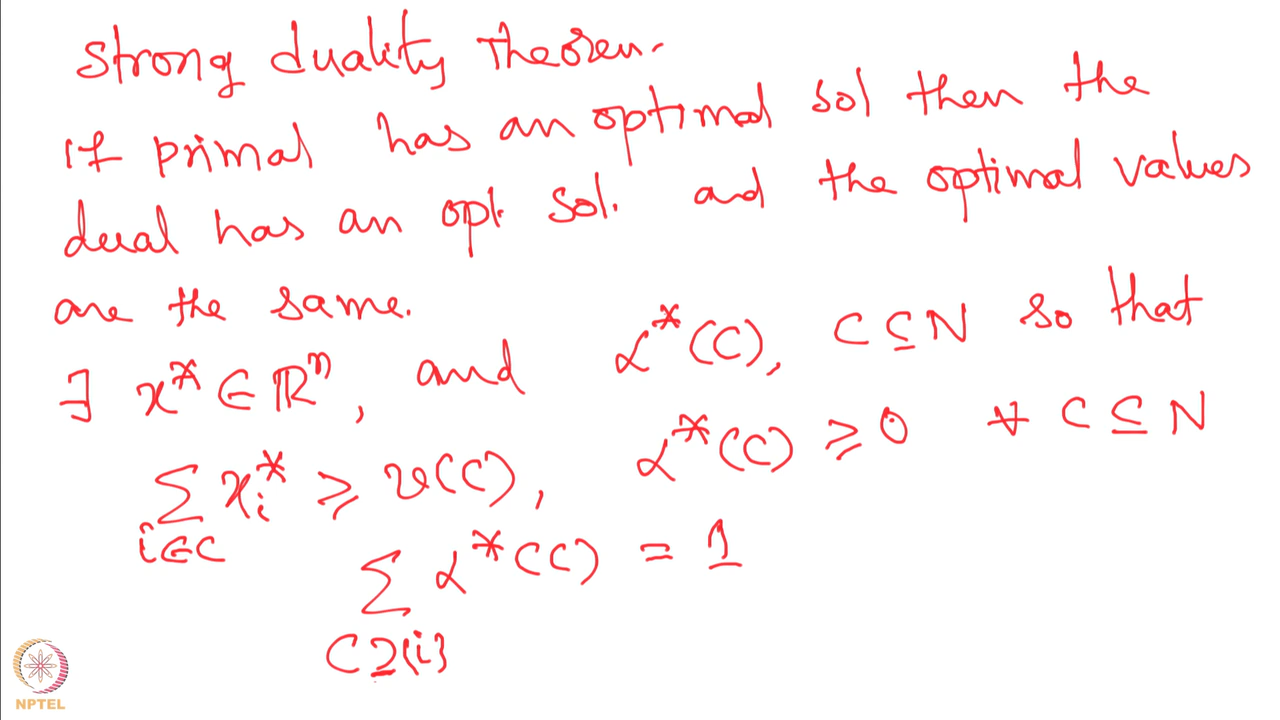 strong duality Theorem.
If primal has an optimal sol then the
dual has an opt. sol. and the optimal values
are the same.
∃ x* ∈ ℝⁿ, and α*(C), C ⊆ N so that
∑_{i∈C} x_i* ≥ v(C), α*(C) ≥ 0 ∀ C ⊆ N
∑_{C⊇{i}} α*(C) = 1
NPTEL